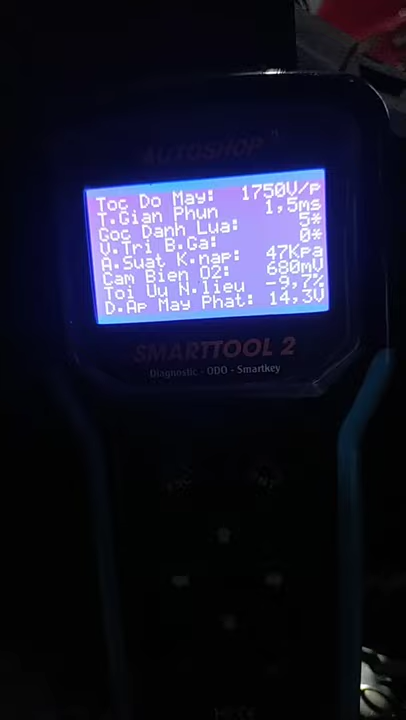 AUTOSHOP
Toc Do May: 1750V/p
T.Gian Phun 1,5ms
Goc Danh Lua: 5*
V.Tri B.Ga: 0*
A.Suat K.nap: 47Kpa
Cam Bien O2: 680mV
Toi Uu N.lieu -9,7%
D.Ap May Phat: 14,3V
SMARTTOOL 2
Diagnostic - ODO - Smartkey